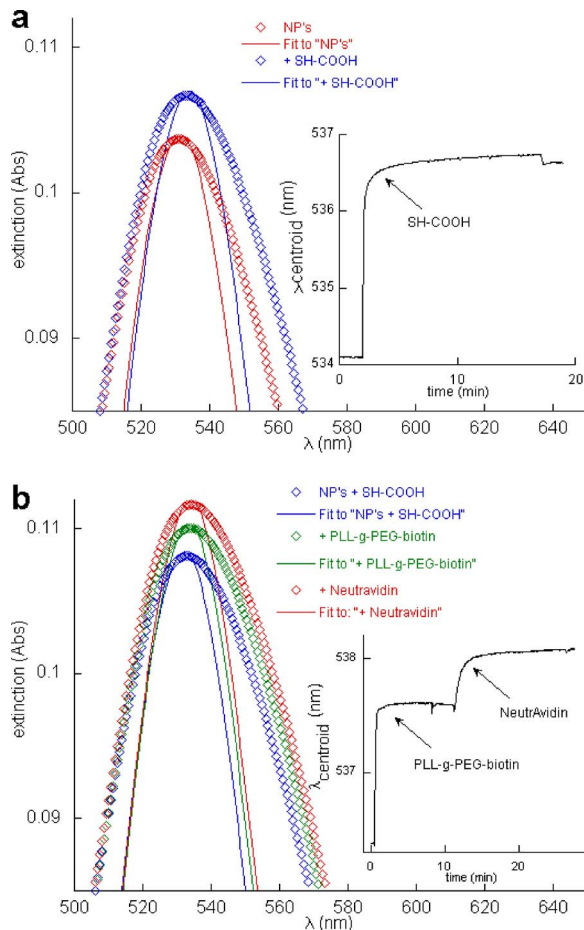 a
0.111
0.1
0.09
extinction (Abs)
NP's
Fit to "NP's"
+ SH-COOH
Fit to "+ SH-COOH"
537
536
535
534
>centroid (nm)
SH-COOH
0 10 20
time (min)
500 520 540 560 580 600 620 640
λ (nm)
b
0.111
0.1
0.09
extinction (Abs)
NP's + SH-COOH
Fit to "NP's + SH-COOH"
+ PLL-g-PEG-biotin
Fit to "+ PLL-g-PEG-biotin"
+ Neutravidin
Fit to: "+ Neutravidin"
538
537
λcentroid (nm)
NeutrAvidin
PLL-g-PEG-biotin
0 10 20
time (min)
500 520 540 560 580 600 620 640
λ (nm)